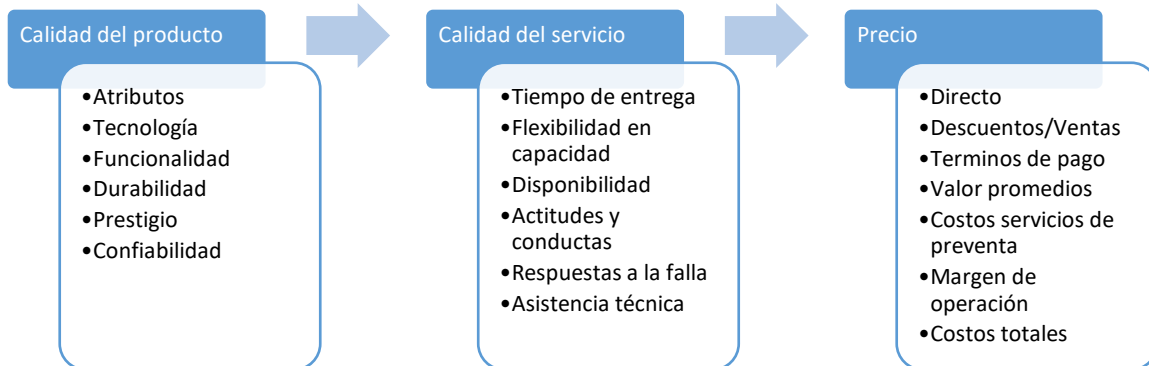 Calidad del producto
•Atributos
•Tecnología
•Funcionalidad
•Durabilidad
•Prestigio
•Confiabilidad
Calidad del servicio
•Tiempo de entrega
•Flexibilidad en
capacidad
•Disponibilidad
•Actitudes y
conductas
•Respuestas a la falla
•Asistencia técnica
Precio
•Directo
•Descuentos/Ventas
•Terminos de pago
•Valor promedios
•Costos servicios de
preventa
•Margen de
operación
•Costos totales